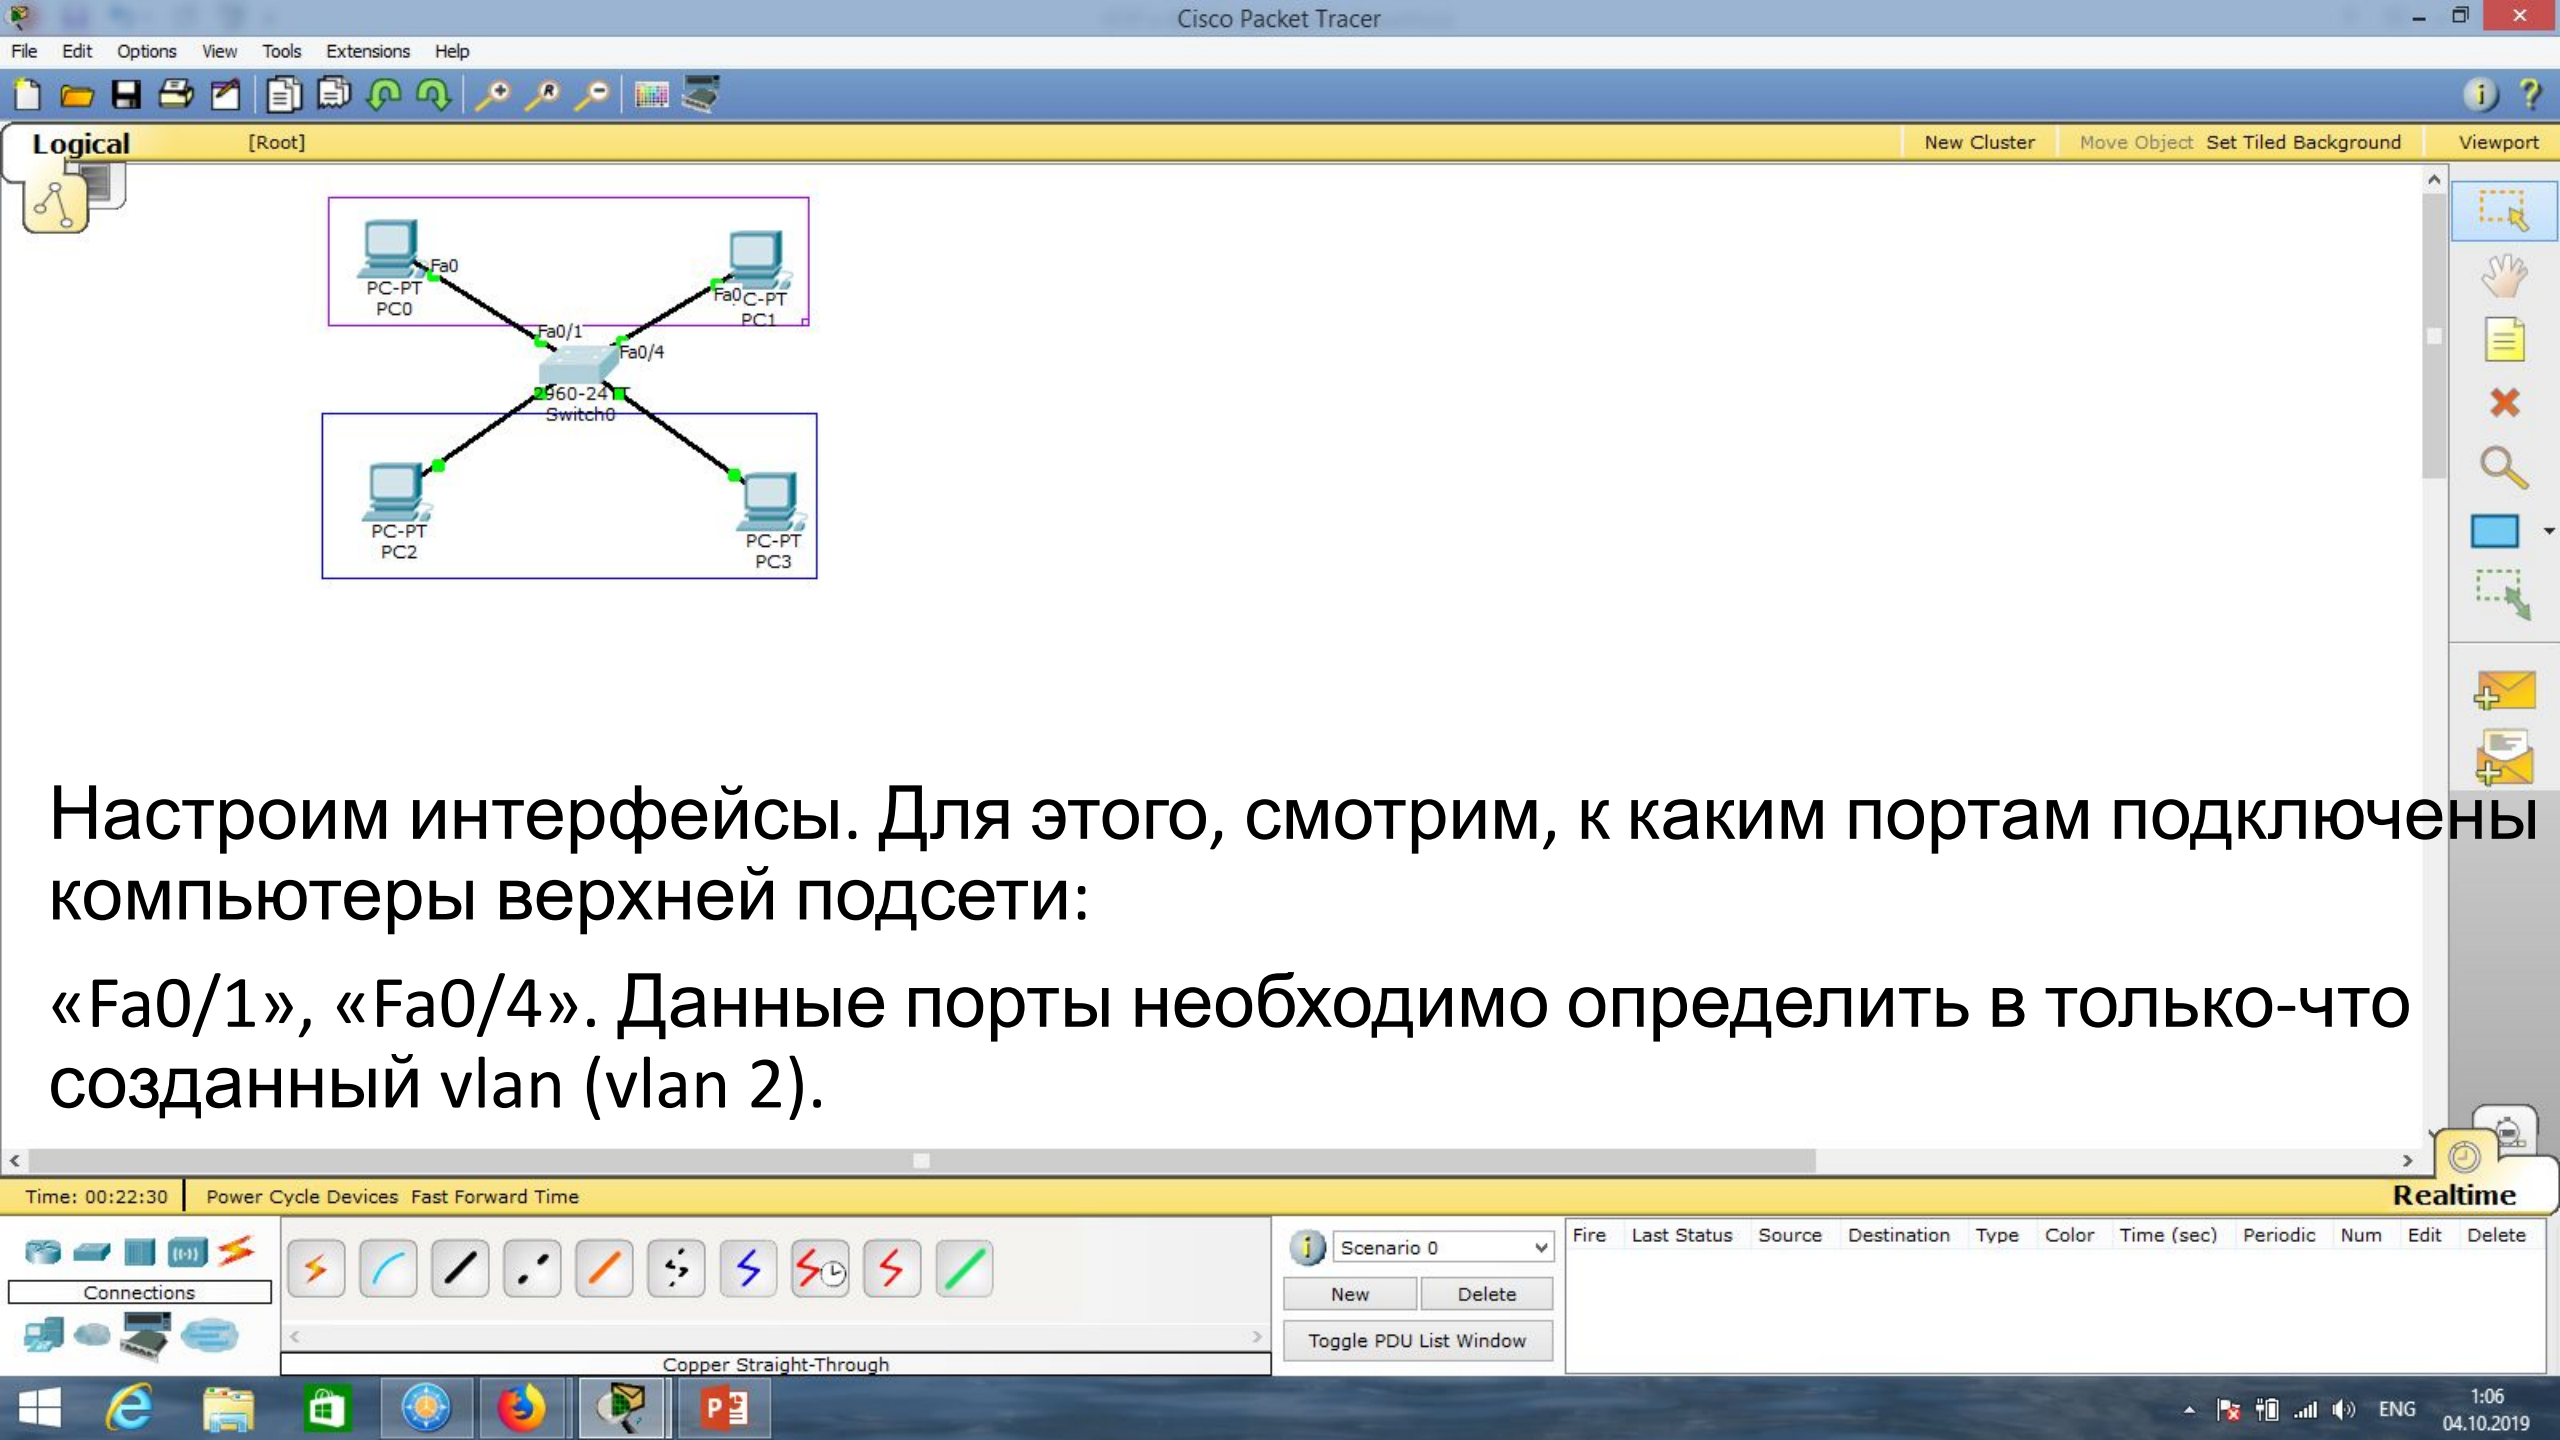 Cisco Packet Tracer
File Edit Options View Tools Extensions Help
Logical [Root] New Cluster Move Object Set Tiled Background Viewport
Fa0
PC-PT
PC0
Fa0
C-PT
PC1
Fa0/1
Fa0/4
2960-24TT
Switch0
PC-PT
PC2
PC-PT
PC3
Настроим интерфейсы. Для этого, смотрим, к каким портам подключены
компьютеры верхней подсети:
«Fa0/1», «Fa0/4». Данные порты необходимо определить в только-что
созданный vlan (vlan 2).
Time: 00:22:30 Power Cycle Devices Fast Forward Time Realtime
Connections
Copper Straight-Through
Scenario 0
New Delete
Toggle PDU List Window
Fire Last Status Source Destination Type Color Time (sec) Periodic Num Edit Delete
ENG
1:06
04.10.2019